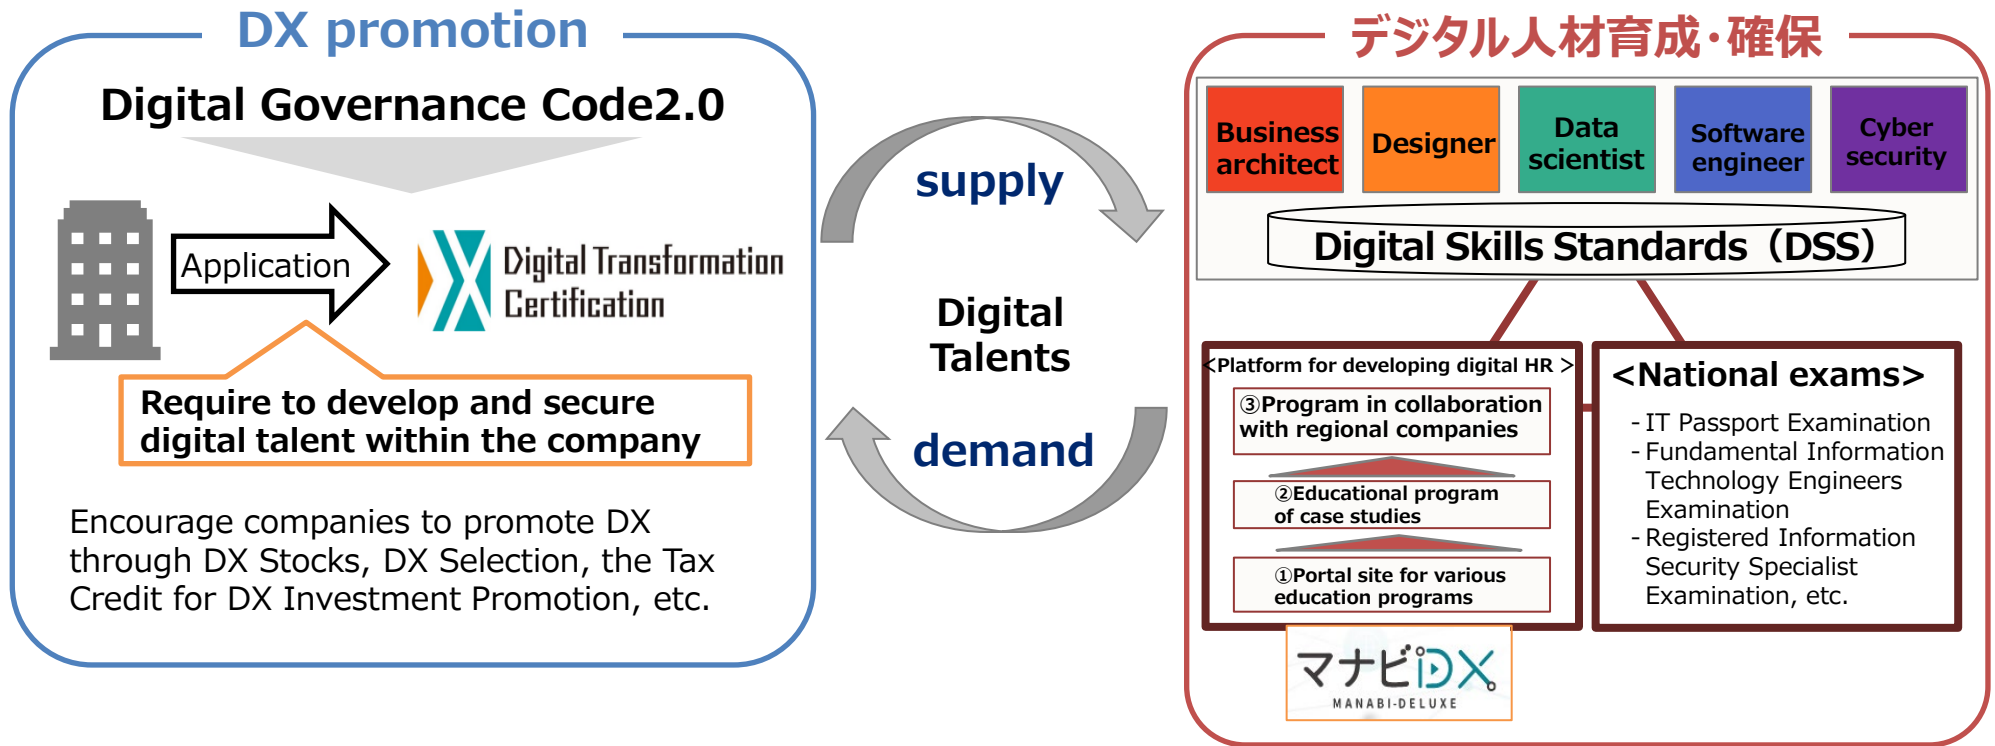 DX promotion
Digital Governance Code2.0
Application
Digital Transformation
Certification
Require to develop and secure
digital talent within the company
Encourage companies to promote DX
through DX Stocks, DX Selection, the Tax
Credit for DX Investment Promotion, etc.
supply
Digital
Talents
demand
デジタル人材育成・確保
Business
architect
Designer
Data
scientist
Software
engineer
Cyber
security
Digital Skills Standards（DSS）
<Platform for developing digital HR >
③Program in collaboration
with regional companies
②Educational program
of case studies
①Portal site for various
education programs
マナビDX
MANABI-DELUXE
<National exams>
- IT Passport Examination
- Fundamental Information
Technology Engineers
Examination
- Registered Information
Security Specialist
Examination, etc.